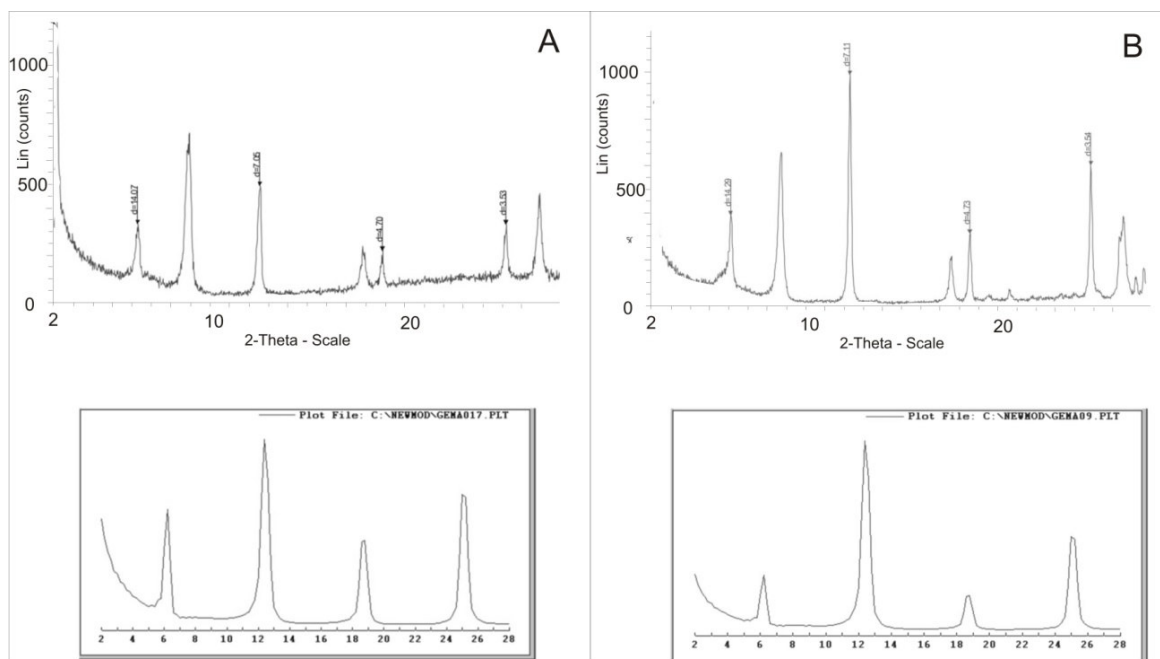 A
Lin (counts)
1000
500
0
d=14.07
d=7.05
d=4.70
d=3.53
2
10
20
2-Theta - Scale
B
Lin (counts)
1000
500
0
d=14.29
d=7.11
d=4.73
d=3.54
2
10
20
2-Theta - Scale
Plot File: C:\NEWMOD\GEMA017.PLT
2 4 6 8 10 12 14 16 18 20 22 24 26 28
Plot File: C:\NEWMOD\GEMA09.PLT
2 4 6 8 10 12 14 16 18 20 22 24 26 28